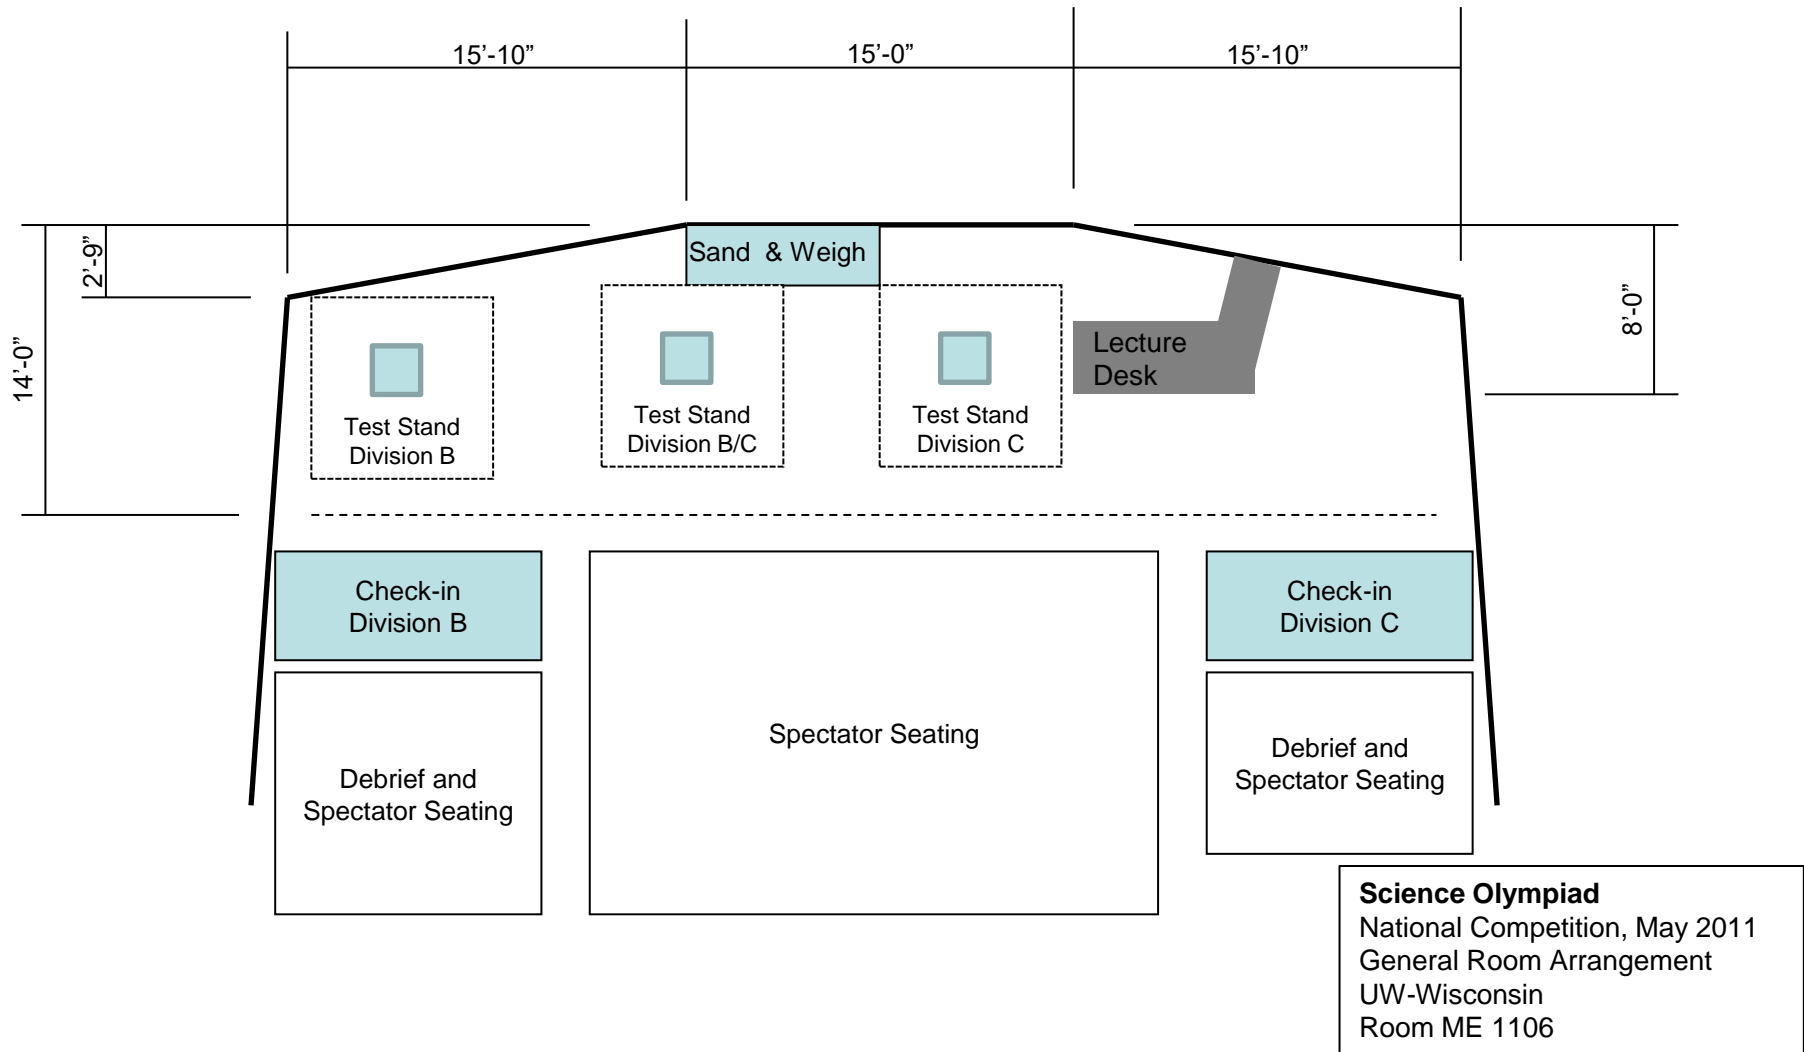 15’-10”
15’-0”
15’-10”
2’-9”
14’-0”
8’-0”
Sand & Weigh
Lecture
Desk
Test Stand
Division B
Test Stand
Division B/C
Test Stand
Division C
Check-in
Division B
Check-in
Division C
Spectator Seating
Debrief and
Spectator Seating
Debrief and
Spectator Seating
Science Olympiad
National Competition, May 2011
General Room Arrangement
UW-Wisconsin
Room ME 1106